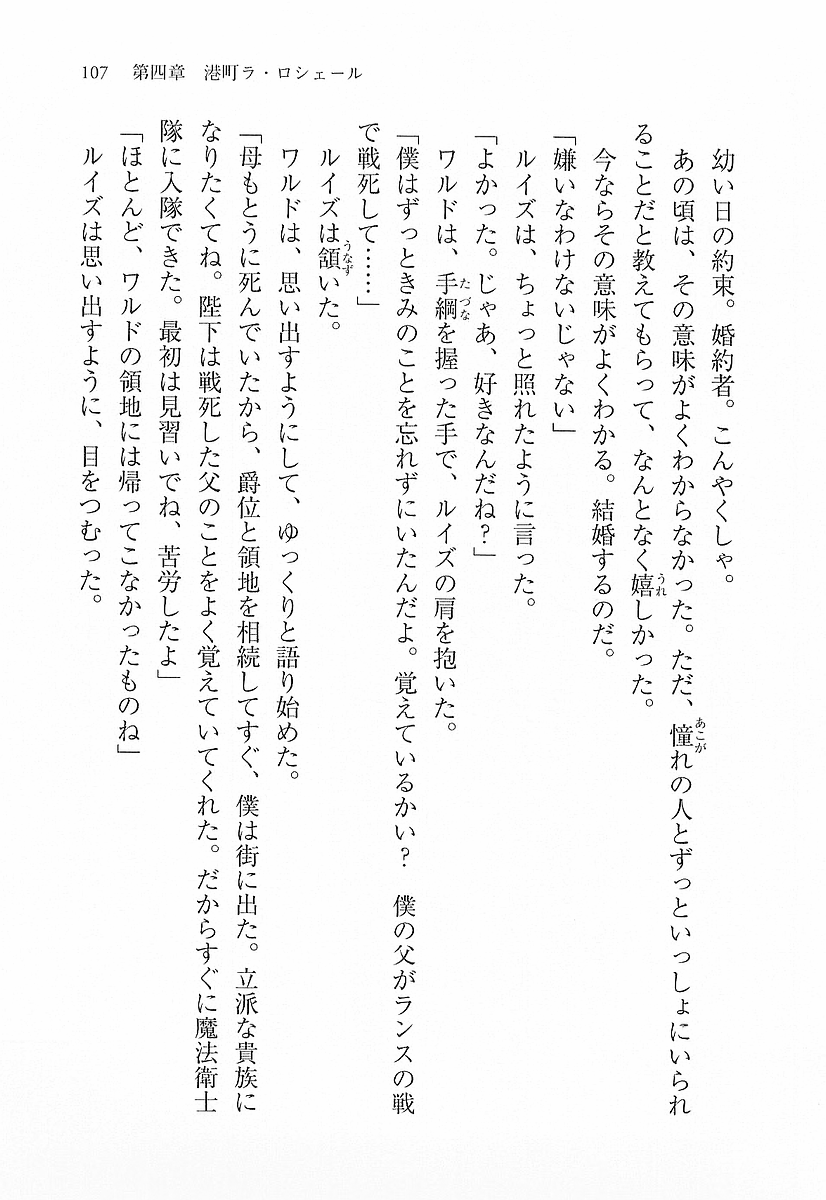 107　第四章　港町ラ・ロシェール
幼い日の約束。婚約者。こんやくしゃ。
あの頃は、その意味がよくわからなかった。ただ、憧れの人とずっといっしょにいられ
ることだと教えてもらって、なんとなく嬉しかった。
今ならその意味がよくわかる。結婚するのだ。
「嫌いなわけないじゃない」
ルイズは、ちょっと照れたように言った。
「よかった。じゃあ、好きなんだね？」
ワルドは、手綱を握った手で、ルイズの肩を抱いた。
「僕はずっときみのことを忘れずにいたんだよ。覚えているかい？　僕の父がランスの戦
で戦死して……」
ルイズは頷いた。
ワルドは、思い出すようにして、ゆっくりと語り始めた。
「母もとうに死んでいたから、爵位と領地を相続してすぐ、僕は街に出た。立派な貴族に
なりたくてね。陛下は戦死した父のことをよく覚えていてくれた。だからすぐに魔法衛士
隊に入隊できた。最初は見習いでね、苦労したよ」
「ほとんど、ワルドの領地には帰ってこなかったものね」
ルイズは思い出すように、目をつむった。